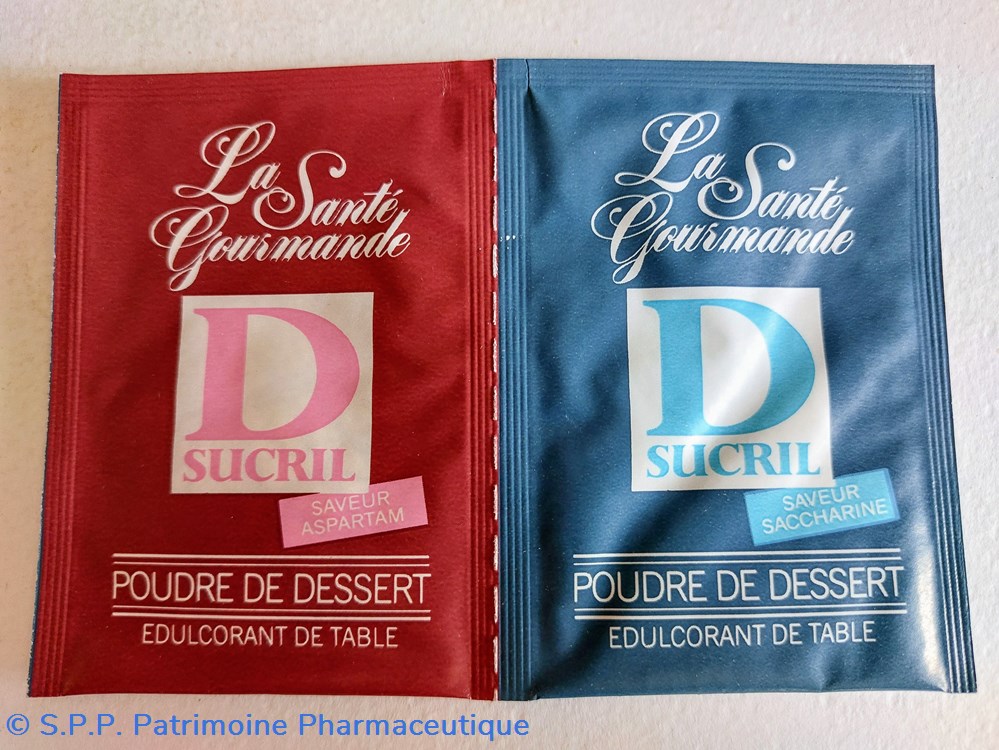 La Santé
Gourmande
D
SUCRIL
SAVEUR
ASPARTAM
POUDRE DE DESSERT
EDULCORANT DE TABLE
La Santé
Gourmande
D
SUCRIL
SAVEUR
SACCHARINE
POUDRE DE DESSERT
EDULCORANT DE TABLE
© S.P.P. Patrimoine Pharmaceutique